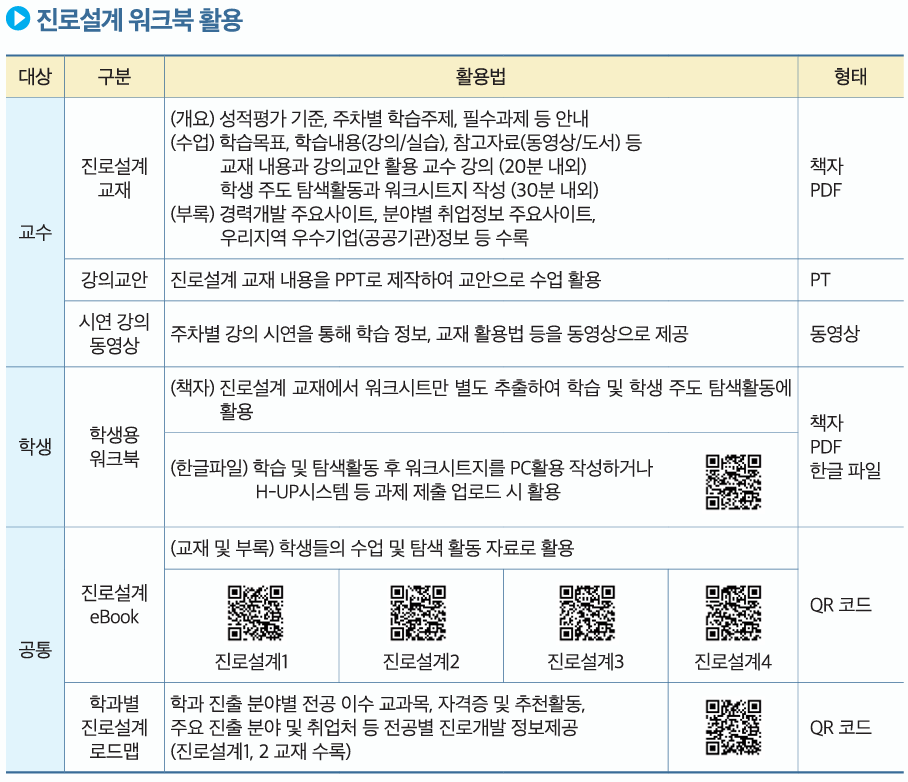 진로설계 워크북 활용
대상 구분 활용법 형태
교수
진로설계
교재
(개요) 성적평가 기준, 주차별 학습주제, 필수과제 등 안내
(수업) 학습목표, 학습내용(강의/실습), 참고자료(동영상/도서) 등
교재 내용과 강의교안 활용 교수 강의 (20분 내외)
학생 주도 탐색활동과 워크시트지 작성 (30분 내외)
(부록) 경력개발 주요사이트, 분야별 취업정보 주요사이트,
우리지역 우수기업(공공기관)정보 등 수록
책자
PDF
강의교안 진로설계 교재 내용을 PPT로 제작하여 교안으로 수업 활용 PT
시연 강의
동영상
주차별 강의 시연을 통해 학습 정보, 교재 활용법 등을 동영상으로 제공
동영상
학생
학생용
워크북
(책자) 진로설계 교재에서 워크시트만 별도 추출하여 학습 및 학생 주도 탐색활동에
활용
(한글파일) 학습 및 탐색활동 후 워크시트지를 PC활용 작성하거나
H-UP시스템 등 과제 제출 업로드 시 활용
책자
PDF
한글 파일
공통
진로설계
eBook
(교재 및 부록) 학생들의 수업 및 탐색 활동 자료로 활용
진로설계1 진로설계2 진로설계3 진로설계4
QR 코드
학과별
진로설계
로드맵
학과 진출 분야별 전공 이수 교과목, 자격증 및 추천활동,
주요 진출 분야 및 취업처 등 전공별 진로개발 정보제공
(진로설계1, 2 교재 수록)
QR 코드